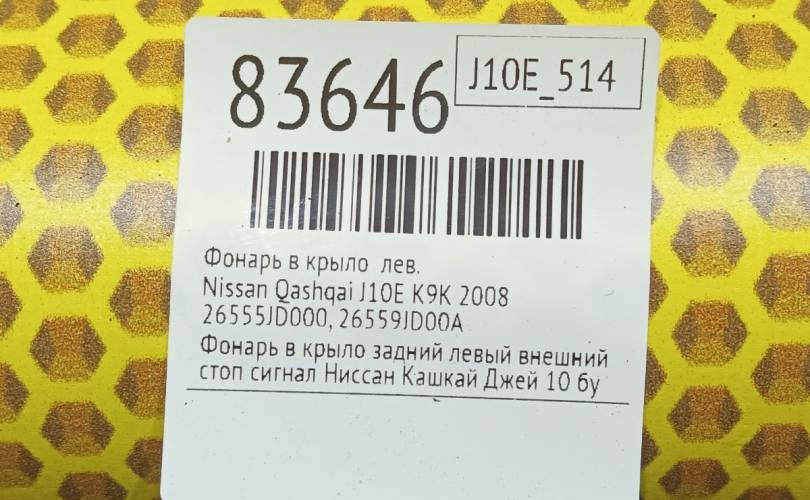 83646
J10E_514
Фонарь в крыло лев.
Nissan Qashqai J10E K9K 2008
26555JD000, 26559JD00A
Фонарь в крыло задний левый внешний
стоп сигнал Ниссан Кашкай Джей 10 бу